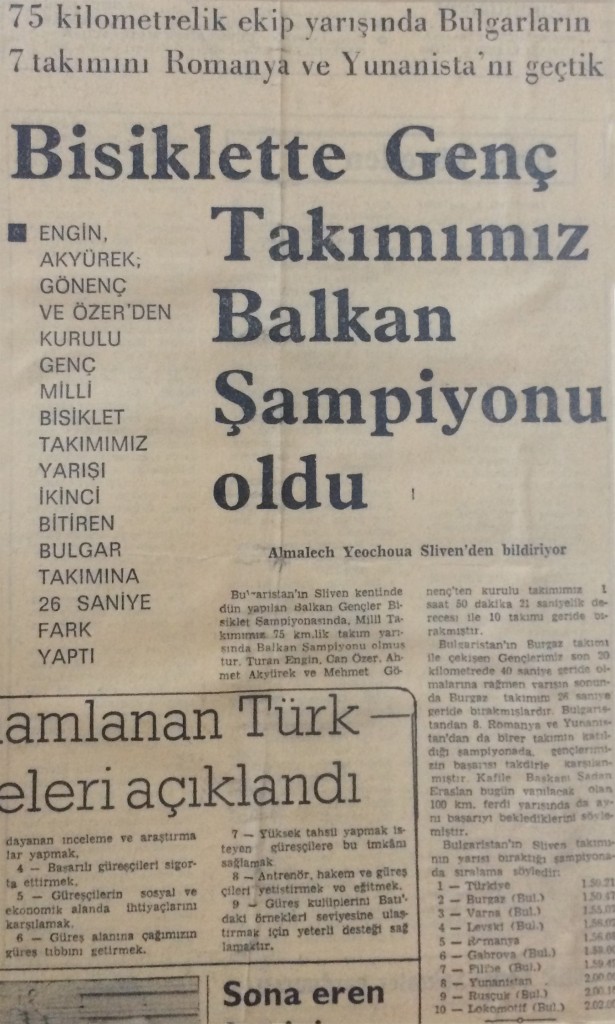 75 kilometrelik ekip yarışında Bulgarların
7 takımını Romanya ve Yunanista'nı geçtik
Bisiklette Genç
Takımımız
Balkan
Şampiyonu
oldu
ENGİN,
AKYÜREK;
GÖNENÇ
VE ÖZER'DEN
KURULU
GENÇ
MİLLİ
BİSİKLET
TAKIMIMIZ
YARIŞI
İKİNCİ
BİTİREN
BULGAR
TAKIMINA
26 SANİYE
FARK
YAPTI
Almalech Yeochoua Sliven'den bildiriyor
Bulgaristan'ın Sliven kentinde
dün yapılan Balkan Gençler Bi
siklet Şampiyonasında, Milli Ta
kımımız 75 km.lik takım yarı
sında Balkan Şampiyonu olmuş
tur. Turan Engin, Can Özer, Ah
met Akyürek ve Mehmet Gö-
nenç'ten kurulu takımımız 1
saat 50 dakika 21 saniyelik de
recesi ile 10 takımı geride bı
rakmıştır.
Bulgaristan'ın Burgaz takımı
ile çekişen Gençlerimiz son 20
kilometrede 40 saniye geride ol
malarına rağmen yarışın sonun
da Burgaz takımını 26 saniye
geride bırakmışlardır. Bulgaris
tandan 8, Romanya ve Yunanis
tan'dan da birer takımın katıl
dığı şampiyonada, gençlerimi
zin başarısı takdirle karşılan
mıştır. Kafile Başkanı Şadan
Eraslan bugün yapılacak olan
100 km. ferdi yarışında da ay
nı başarıyı beklediklerini söyle
miştir.
Bulgaristan'ın Sliven takımı
nın yarışı bıraktığı şampiyona
da sıralama şöyledir:
1 — Türkiye
2 — Burgaz (Bul.)
3 — Varna (Bul.)
4 — Levski (Bul.)
5 — Romanya
6 — Gabrova (Bul.)
7 — Filibe (Bul.)
8 — Yunanistan
9 — Rusçuk (Bul.)
10 — Lokomotif (Bul.)
amlanan Türk
eleri açıklandı
dayanan inceleme ve araştırma
lar yapmak,
4 — Başarılı güreşçileri sigor
ta ettirmek,
5 — Güreşçilerin sosyal ve
ekonomik alanda ihtiyaçlarını
karşılamak,
6 — Güreş alanına çağımızın
güreş tıbbını getirmek,
7 — Yüksek tahsil yapmak is
teyen güreşçilere bu imkânı
sağlamak
8 — Antrenör, hakem ve güreş
çileri yetiştirmek ve eğitmek.
9 — Güreş kulüplerini Batı'
daki örnekleri seviyesine ulaş
tırmak için yeterli desteği sağ
lamaktır.
Sona eren